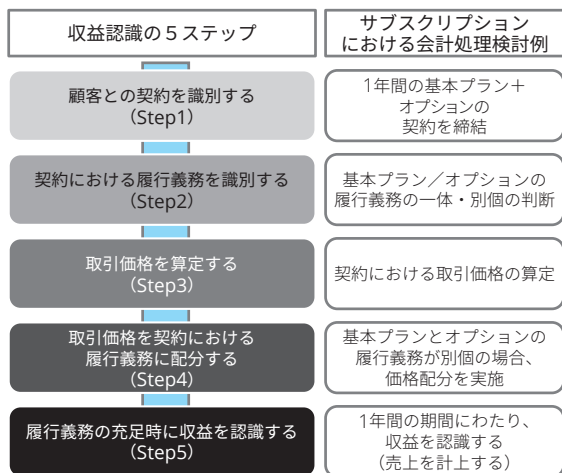 収益認識の5ステップ
サブスクリプション
における会計処理検討例
顧客との契約を識別する
(Step1)
1年間の基本プラン＋
オプションの
契約を締結
契約における履行義務を識別する
(Step2)
基本プラン／オプションの
履行義務の一体・別個の判断
取引価格を算定する
(Step3)
契約における取引価格の算定
取引価格を契約における
履行義務に配分する
(Step4)
基本プランとオプションの
履行義務が別個の場合、
価格配分を実施
履行義務の充足時に収益を認識する
(Step5)
1年間の期間にわたり、
収益を認識する
(売上を計上する)